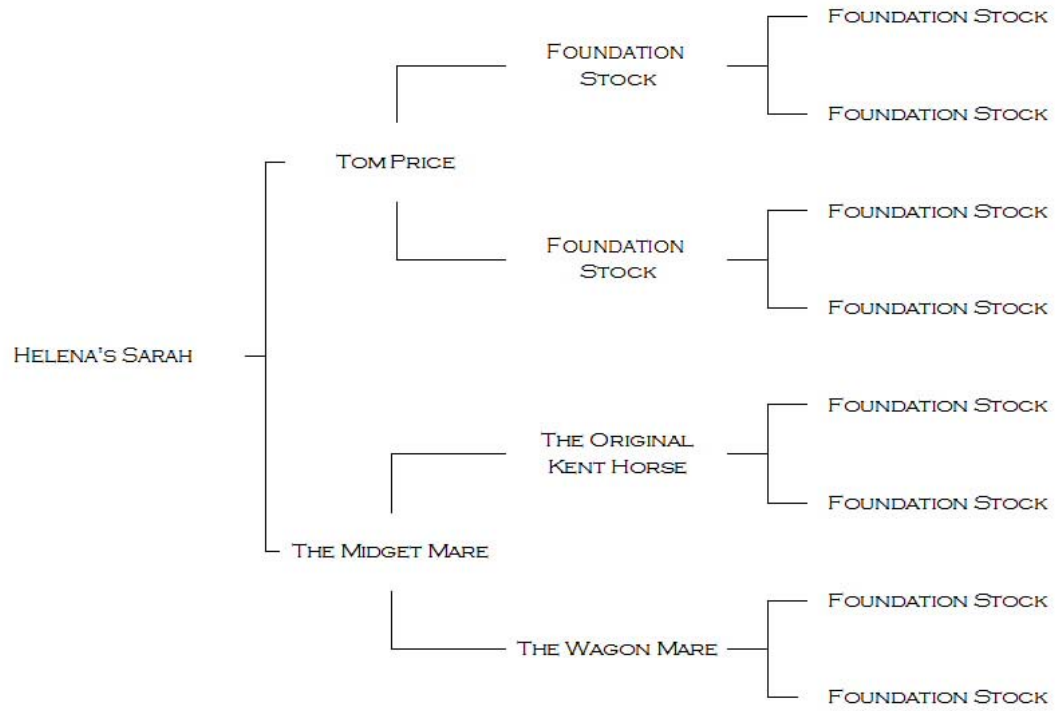 Foundation Stock
Foundation
Stock
Foundation Stock
Tom Price
Foundation Stock
Foundation
Stock
Foundation Stock
Helena's Sarah
Foundation Stock
The Original
Kent Horse
Foundation Stock
The Midget Mare
Foundation Stock
The Wagon Mare
Foundation Stock